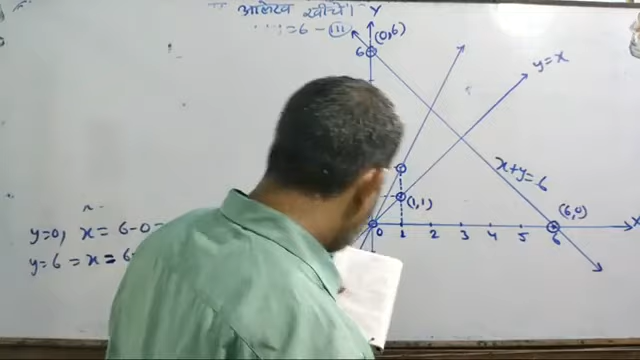 आलेख खींचें।
=6-(III)
Y
(0,6)
6
y=x
x+y=6
(1,1)
(6,0)
0 1 2 3 4 5 6
X
y=0, x=6-0=
y=6 = x = 6-